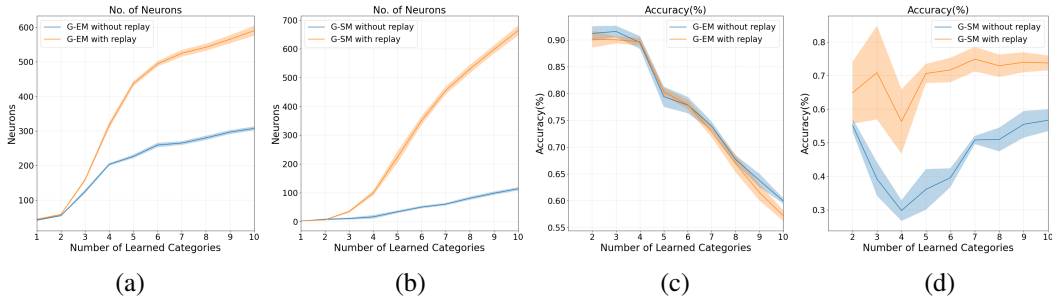 No. of Neurons
G-EM without replay
G-EM with replay
Neurons
600
500
400
300
200
100
1 2 3 4 5 6 7 8 9 10
Number of Learned Categories
(a)
No. of Neurons
G-SM without replay
G-SM with replay
Neurons
700
600
500
400
300
200
100
0
1 2 3 4 5 6 7 8 9 10
Number of Learned Categories
(b)
Accuracy(%)
G-EM without replay
G-EM with replay
Accuracy(%)
0.90
0.85
0.80
0.75
0.70
0.65
0.60
0.55
2 3 4 5 6 7 8 9 10
Number of Learned Categories
(c)
Accuracy(%)
G-SM without replay
G-SM with replay
Accuracy(%)
0.8
0.7
0.6
0.5
0.4
0.3
2 3 4 5 6 7 8 9 10
Number of Learned Categories
(d)